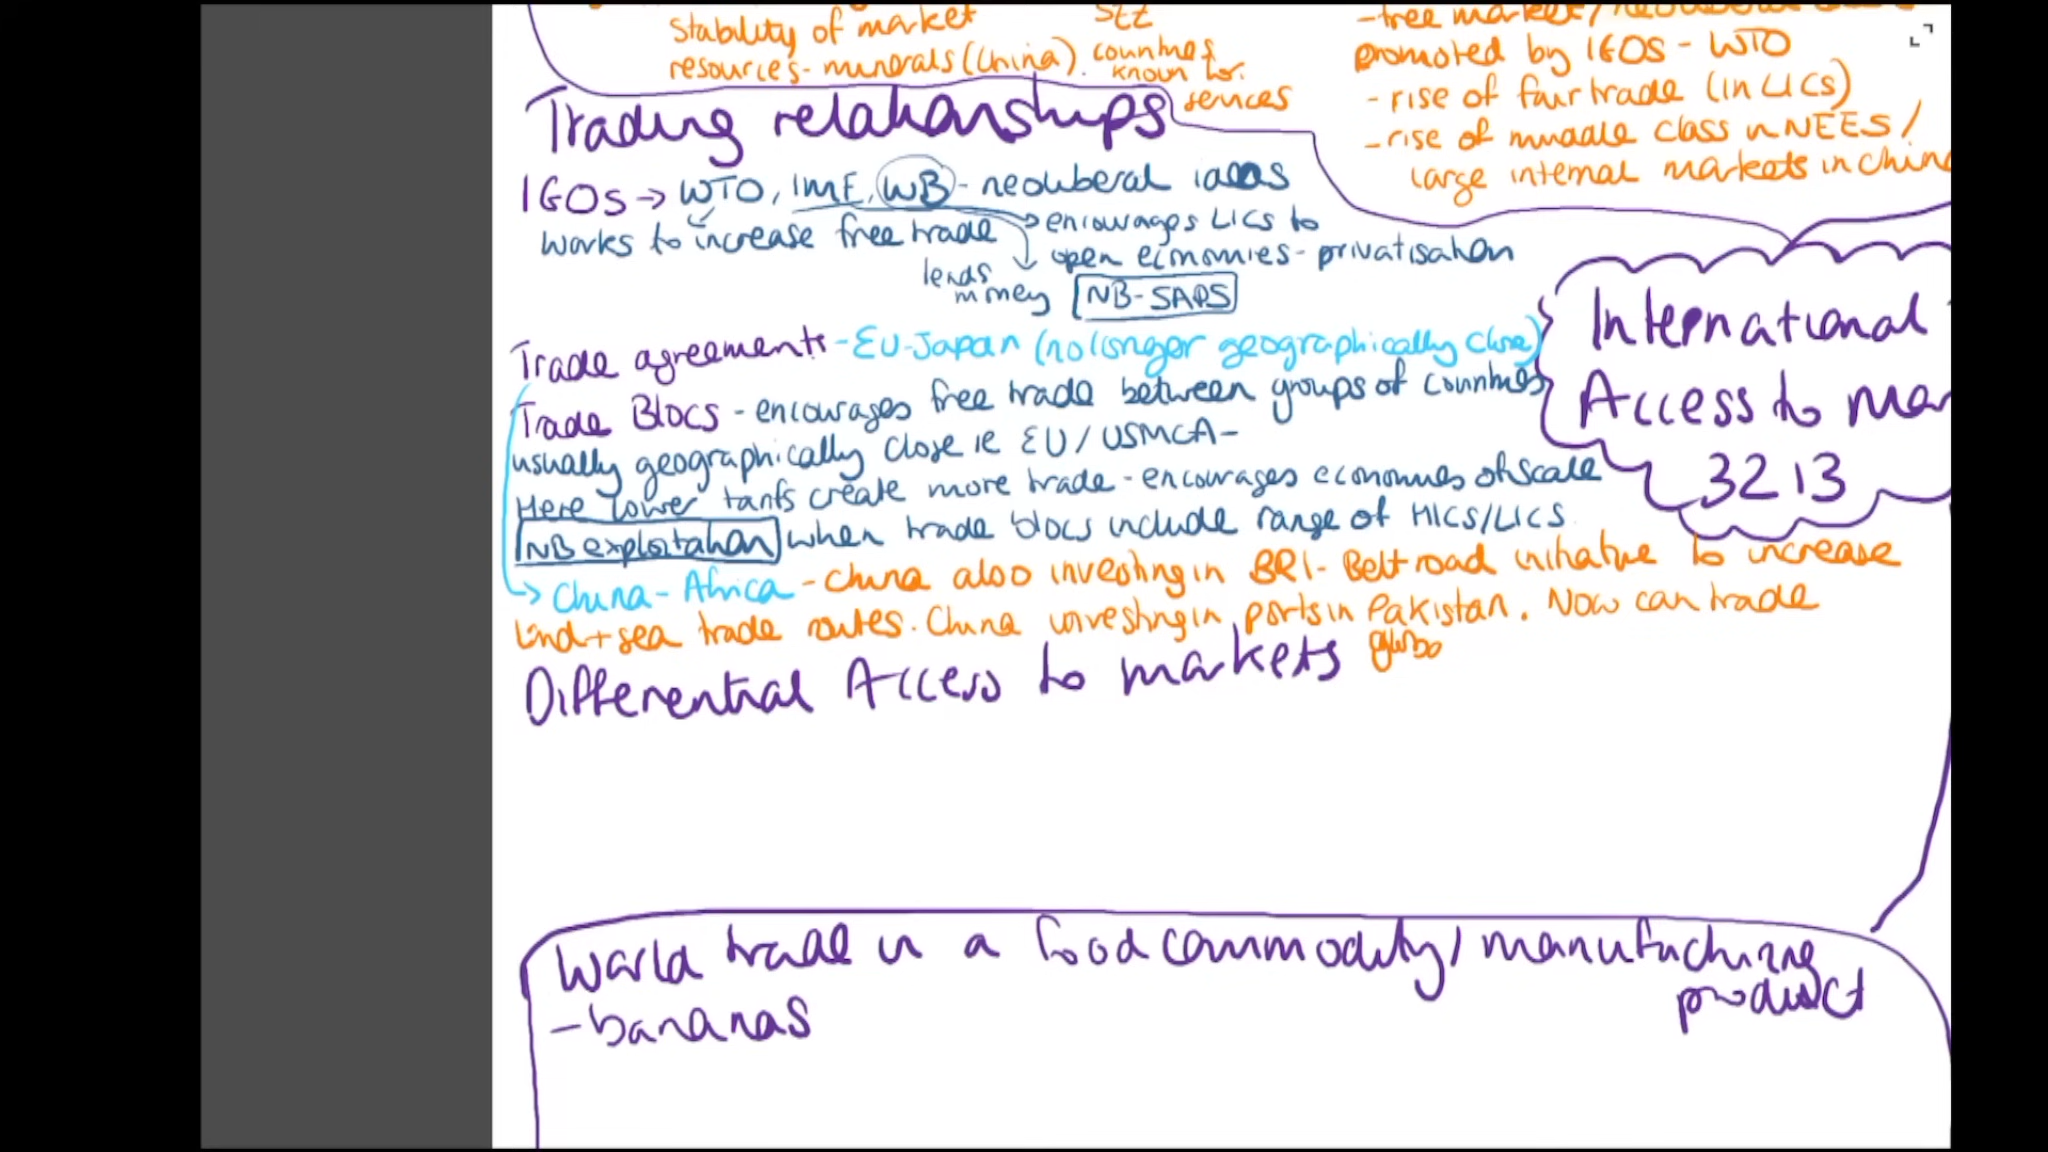 Stability of market
resources - minerals (China).
SEZ
countries
known for.
services
- free market / neoliberal
promoted by IGOS - WTO
- rise of fair trade (in LICs)
- rise of middle class in NEES /
large internal markets in China
Trading relationships
IGOs → WTO, IMF, WB - neoliberal ideas
works to increase free trade
→ encourages LICs to
open economies - privatisation
lends
money
NB - SAPS
Trade agreements - EU-Japan (no longer geographically close)
Trade Blocs - encourages free trade between groups of countries
usually geographically close ie EU / USMCA -
Here lower tariffs create more trade - encourages economies of scale
NB exploitation when trade blocs include range of HICS/LICS
→ China - Africa - China also investing in BRI - Belt road initiative to increase
land + sea trade routes. China investing in ports in Pakistan. Now can trade
Differential Access to markets
International
Access to mar
3213
World trade in a food commodity / manufacturing
product
- bananas